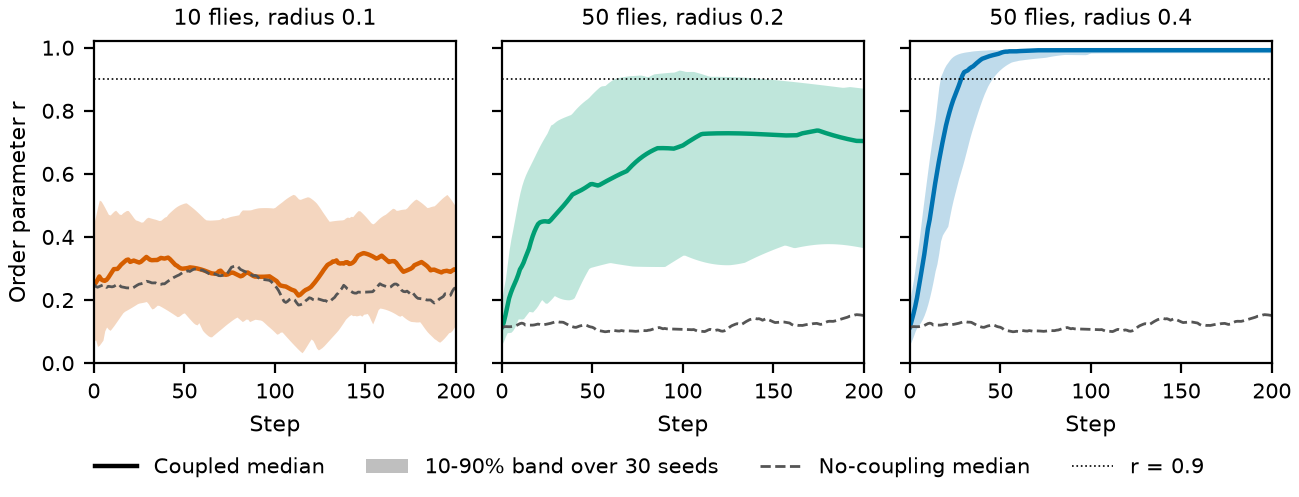 10 flies, radius 0.1
50 flies, radius 0.2
50 flies, radius 0.4
Order parameter r
1.0
0.8
0.6
0.4
0.2
0.0
0 50 100 150 200
0 50 100 150 200
0 50 100 150 200
Step
Step
Step
Coupled median
10-90% band over 30 seeds
No-coupling median
r = 0.9